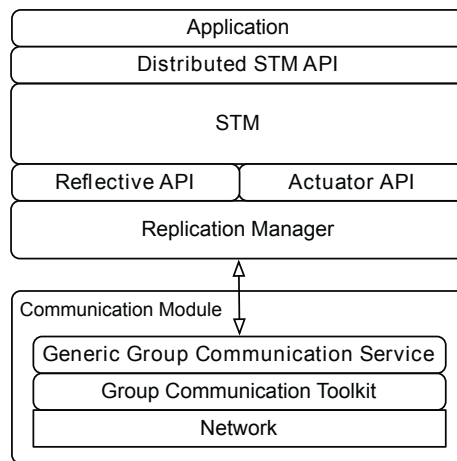 Application
Distributed STM API
STM
Reflective API
Actuator API
Replication Manager
Communication Module
Generic Group Communication Service
Group Communication Toolkit
Network